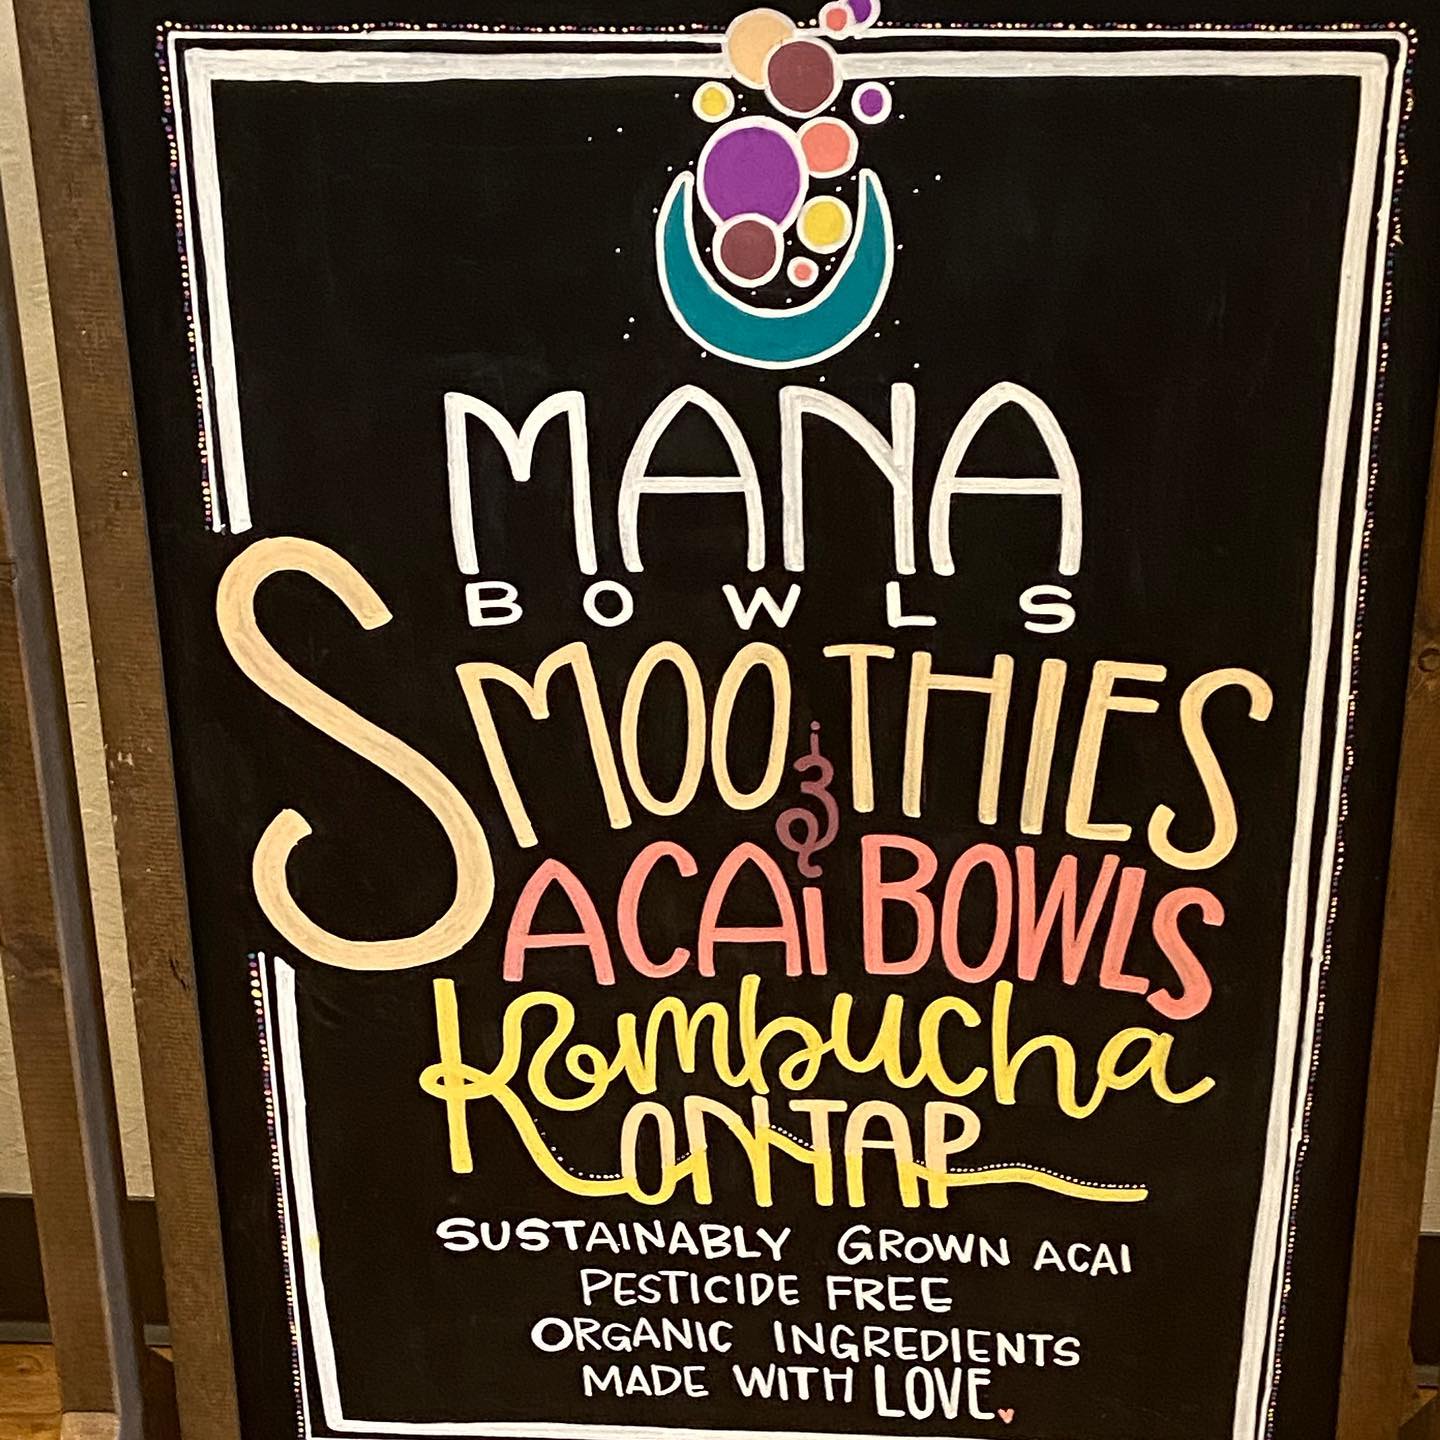 MANA
BOWLS
SMOOTHIES
&
ACAI BOWLS
Kombucha
ON TAP
SUSTAINABLY GROWN ACAI
PESTICIDE FREE
ORGANIC INGREDIENTS
MADE WITH LOVE